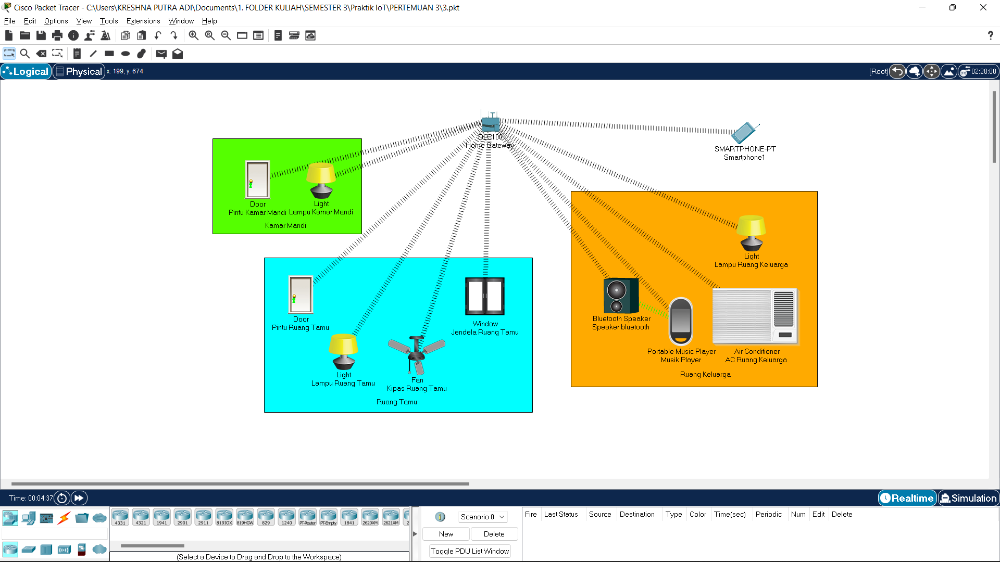 Cisco Packet Tracer - C:\Users\KRESHNA PUTRA ADI\Documents\1. FOLDER KULIAH\SEMESTER 3\Praktik IoT\PERTEMUAN 3\3.pkt
File Edit Options View Tools Extensions Window Help
?
Logical Physical x: 199, y: 674 [Root] 02:28:00
DLC100
Home Gateway
SMARTPHONE-PT
Smartphone1
Door
Pintu Kamar Mandi
Light
Lampu Kamar Mandi
Kamar Mandi
Door
Pintu Ruang Tamu
Window
Jendela Ruang Tamu
Light
Lampu Ruang Tamu
Fan
Kipas Ruang Tamu
Ruang Tamu
Light
Lampu Ruang Keluarga
Bluetooth Speaker
Speaker bluetooth
Portable Music Player
Musik Player
Air Conditioner
AC Ruang Keluarga
Ruang Keluarga
Time: 00:04:37 Realtime Simulation
4331 4321 1941 2901 2911 819IOX 819HGW 829 1240 PT-Router PT-Empty 1841 2620XM 2621XM 2
(Select a Device to Drag and Drop to the Workspace)
Scenario 0
New Delete
Toggle PDU List Window
Fire Last Status Source Destination Type Color Time(sec) Periodic Num Edit Delete